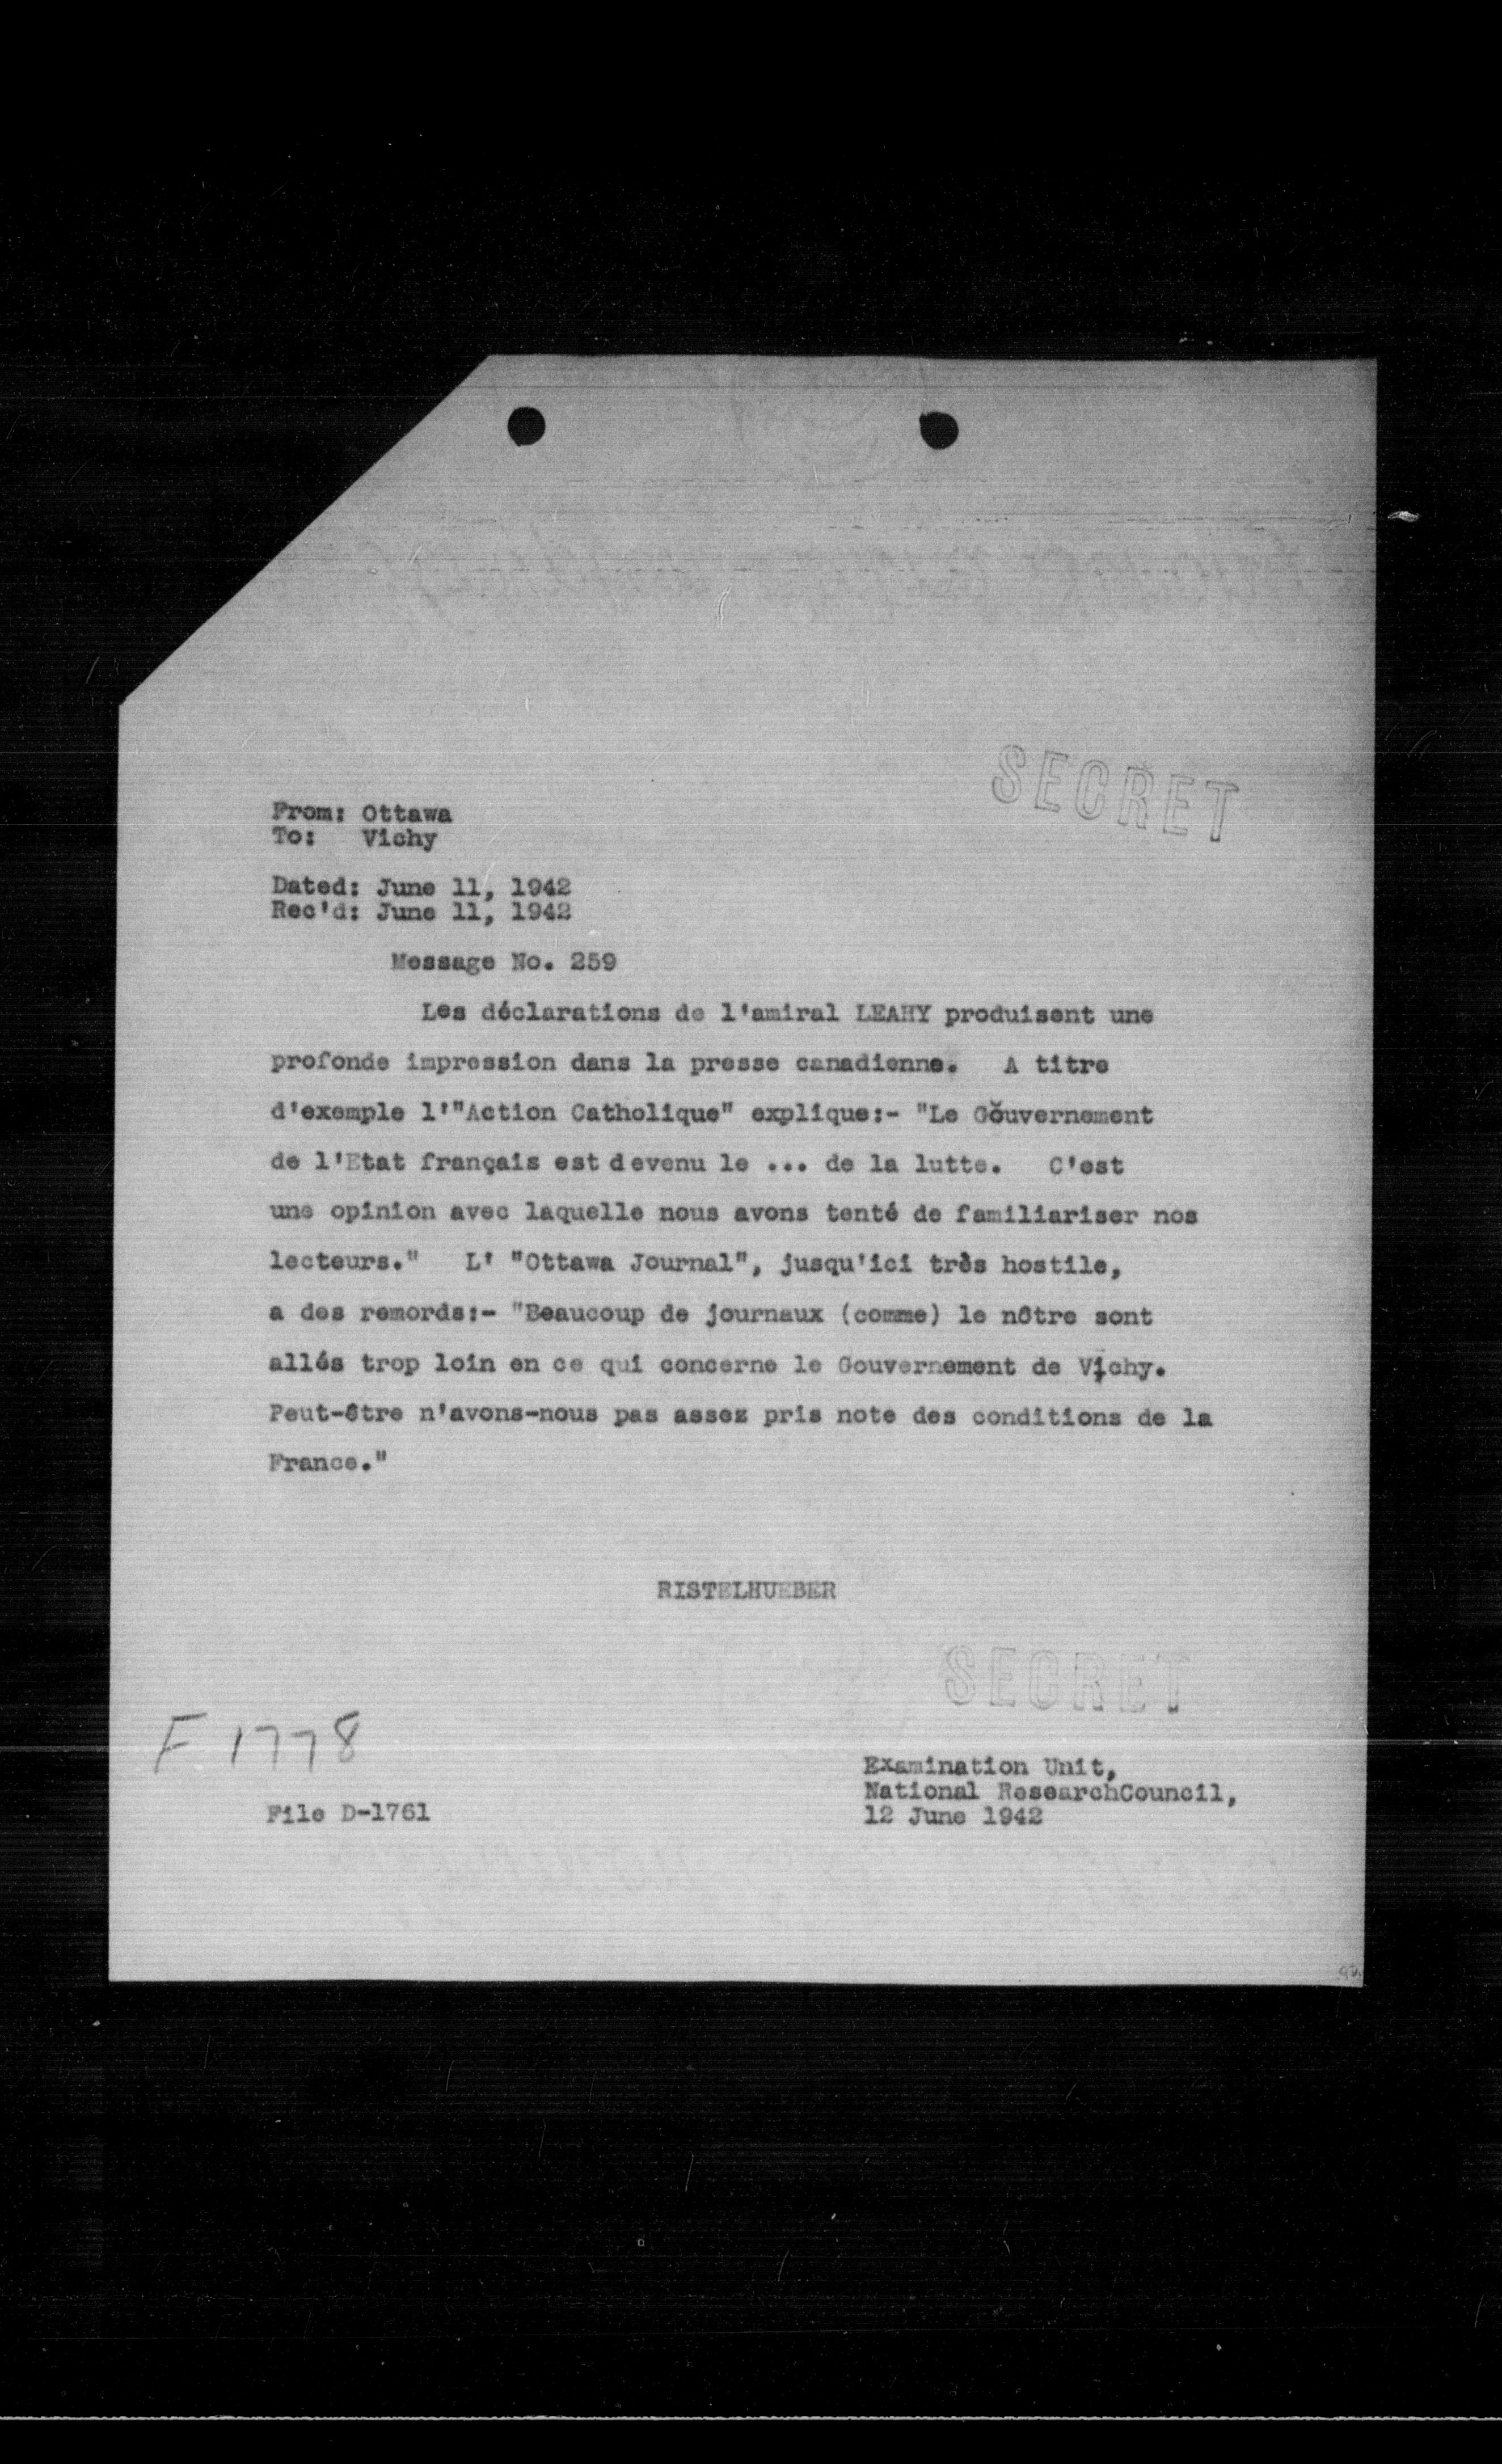 SECRET
From: Ottawa
To: Vichy
Dated: June 11, 1942
Rec'd: June 11, 1942
Message No. 259
Les déclarations de l'amiral LEAHY produisent une
profonde impression dans la presse canadienne. A titre
d'exemple l'"Action Catholique" explique:- "Le Gouvernement
de l'Etat français est devenu le ... de la lutte. C'est
une opinion avec laquelle nous avons tenté de familiariser nos
lecteurs." L' "Ottawa Journal", jusqu'ici très hostile,
a des remords:- "Beaucoup de journaux (comme) le nôtre sont
allés trop loin en ce qui concerne le Gouvernement de Vichy.
Peut-être n'avons-nous pas assez pris note des conditions de la
France."
RISTELHUEBER
SECRET
F 1778
Examination Unit,
National ResearchCouncil,
12 June 1942
File D-1761